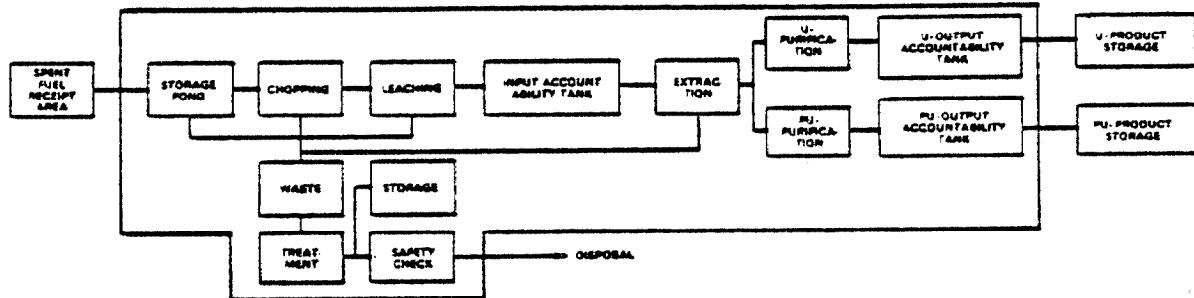 SPENT
FUEL
RECEIPT
AREA
STORAGE
POND
CHOPPING
LEACHING
INPUT ACCOUNT
ABILITY TANK
EXTRAC
TION
U-
PURIFICA-
TION
U-OUTPUT
ACCOUNTABILITY
TANK
U-PRODUCT
STORAGE
PU-
PURIFICA-
TION
PU-OUTPUT
ACCOUNTABILITY
TANK
PU-PRODUCT
STORAGE
WASTE
STORAGE
TREAT-
MENT
SAFETY
CHECK
DISPOSAL